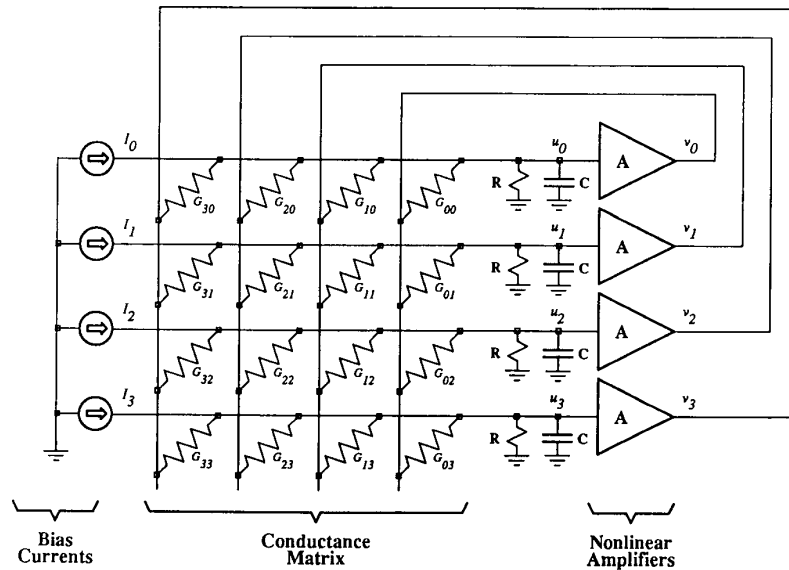 I0 u0 v0
A
R C
G30 G20 G10 G00
I1 u1 v1
A
R C
G31 G21 G11 G01
I2 u2 v2
A
R C
G32 G22 G12 G02
I3 u3 v3
A
R C
G33 G23 G13 G03
Bias
Currents
Conductance
Matrix
Nonlinear
Amplifiers